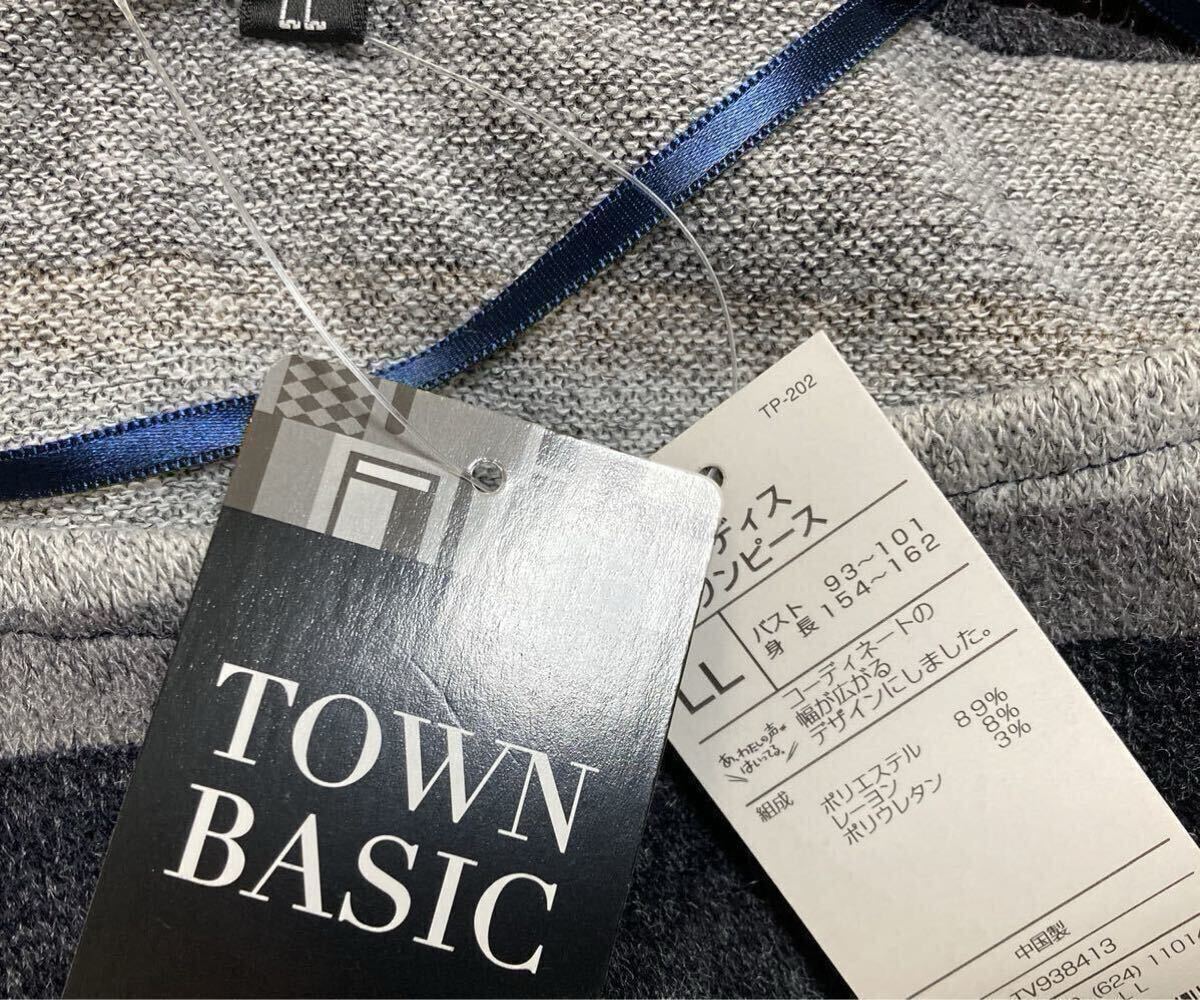 TOWN
BASIC
TP-202
ディス
ワンピース
LL
バスト 93～101
身 長 154～162
あ、わたしの声が
はいってる。
コーディネートの
幅が広がる
デザインにしました。
組成
ポリエステル 89%
レーヨン 8%
ポリウレタン 3%
中国製
TV938413
(624) 1101
LL